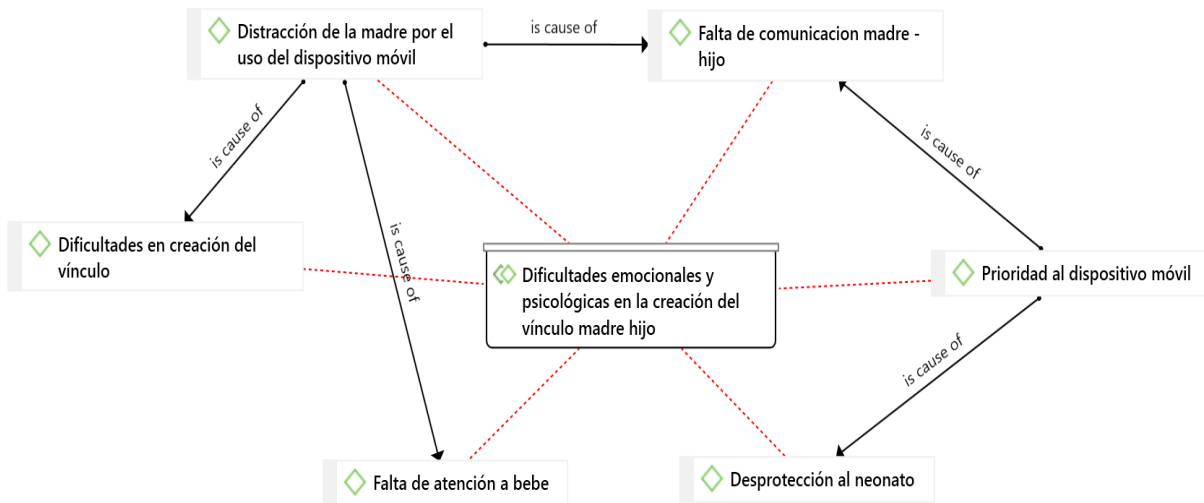 Distracción de la madre por el
uso del dispositivo móvil
is cause of
Falta de comunicacion madre -
hijo
is cause of
is cause of
is cause of
Dificultades en creación del
vínculo
Dificultades emocionales y
psicológicas en la creación del
vínculo madre hijo
Prioridad al dispositivo móvil
is cause of
Falta de atención a bebe
Desprotección al neonato